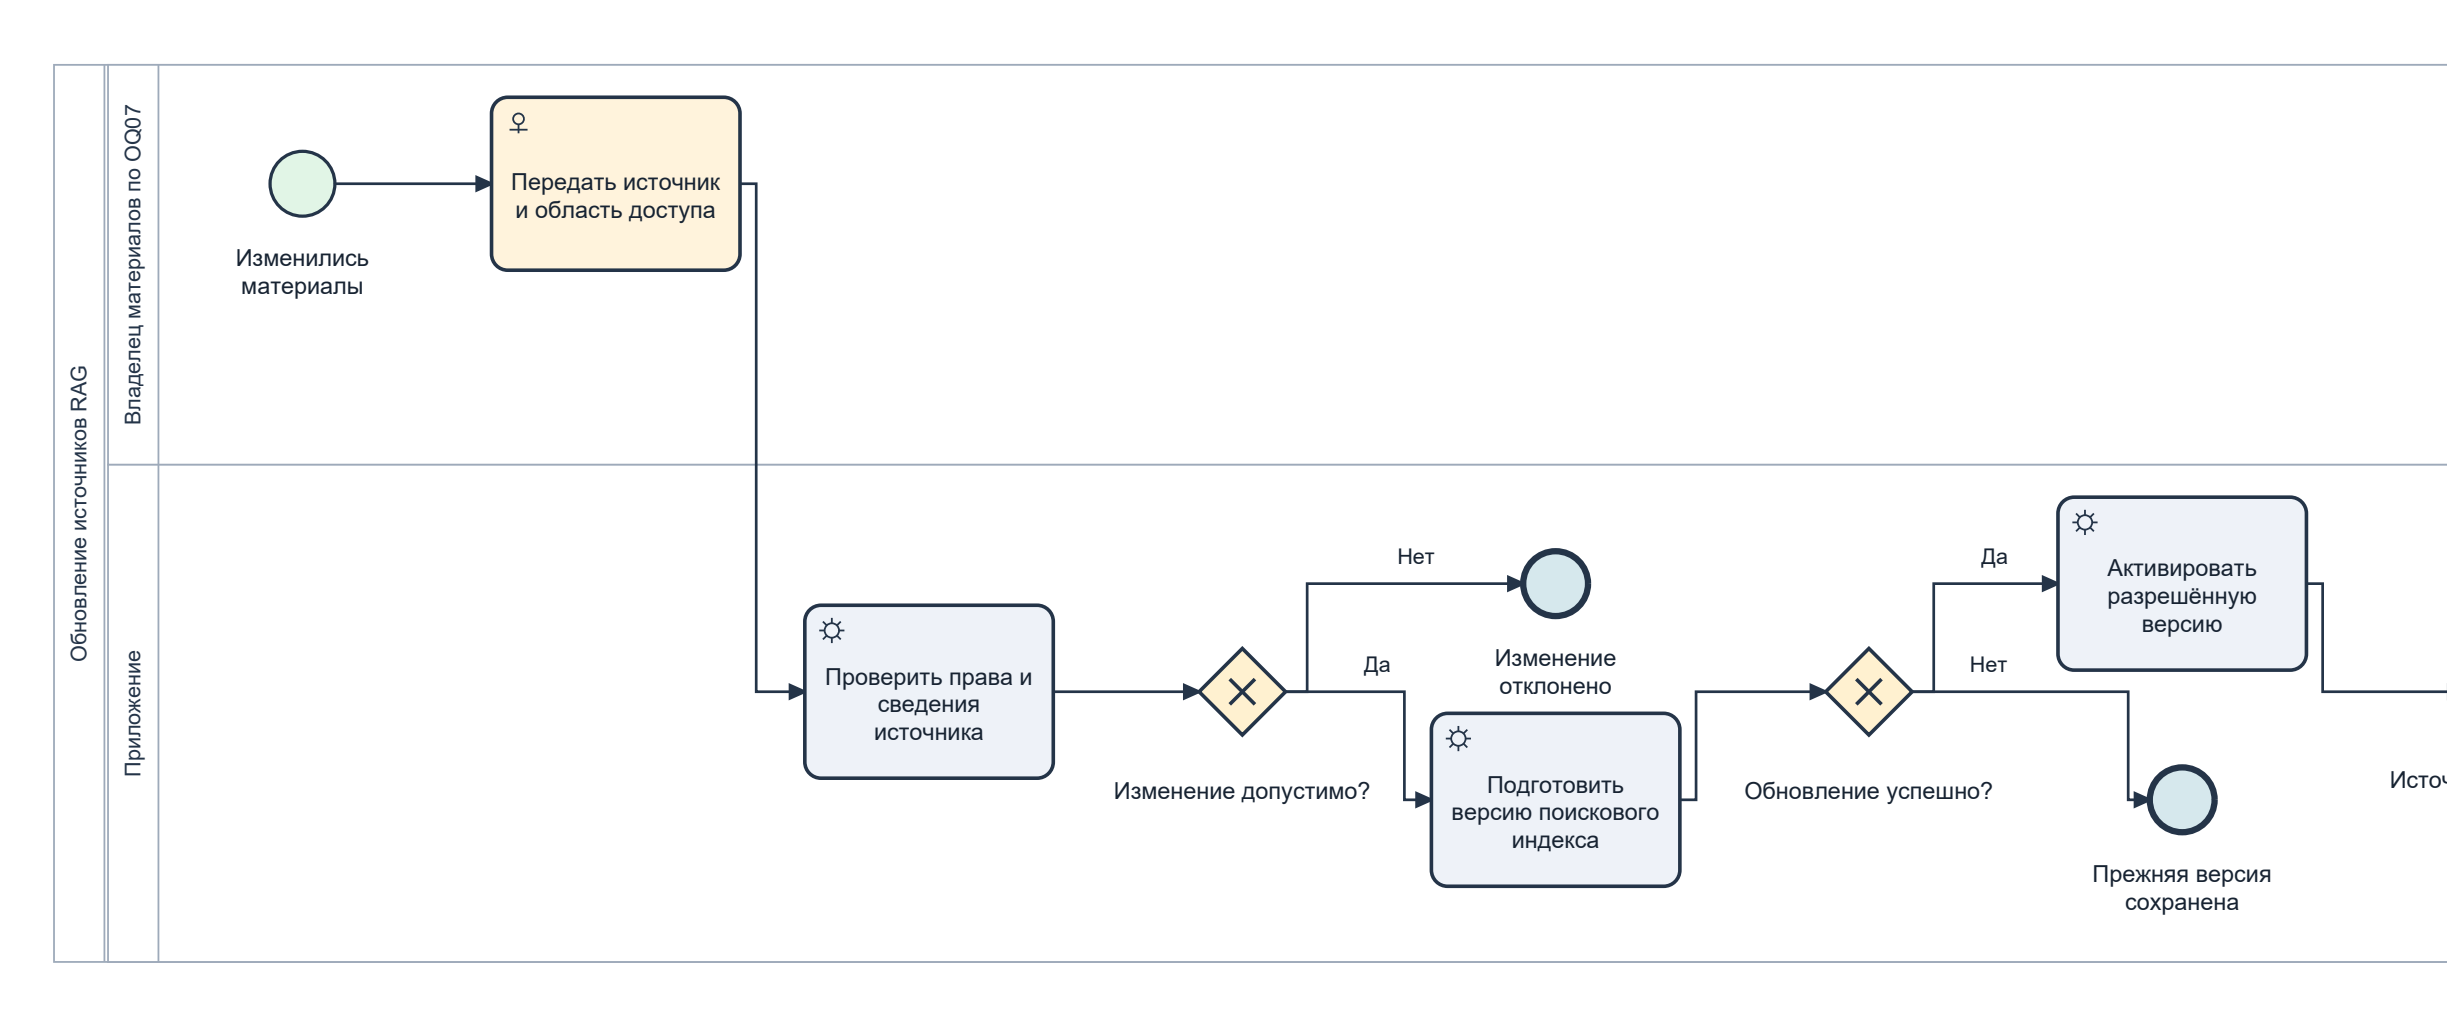 Обновление источников RAG
Владелец материалов по OQ07
Изменились
материалы
Передать источник
и область доступа
Приложение
Проверить права и
сведения
источника
Изменение допустимо?
Нет
Изменение
отклонено
Да
Подготовить
версию поискового
индекса
Обновление успешно?
Да
Активировать
разрешённую
версию
Нет
Прежняя версия
сохранена